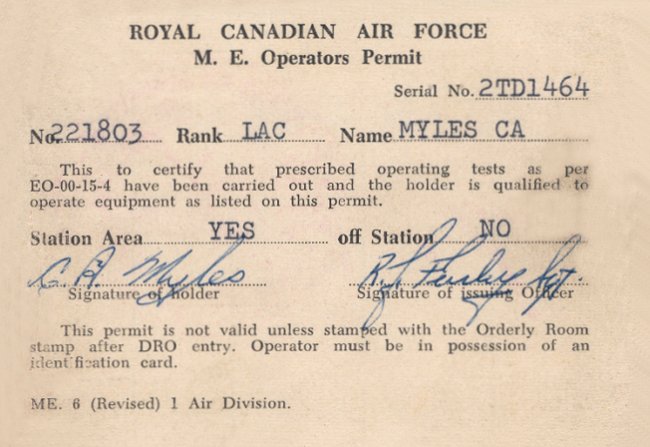 ROYAL CANADIAN AIR FORCE
M. E. Operators Permit
Serial No. 2TD1464
No. 221803 Rank LAC Name MYLES CA
This to certify that prescribed operating tests as per
EO-00-15-4 have been carried out and the holder is qualified to
operate equipment as listed on this permit.
Station Area YES off Station NO
C. A. Myles
Signature of holder Signature of issuing Officer
This permit is not valid unless stamped with the Orderly Room
stamp after DRO entry. Operator must be in possession of an
identification card.
ME. 6 (Revised) 1 Air Division.